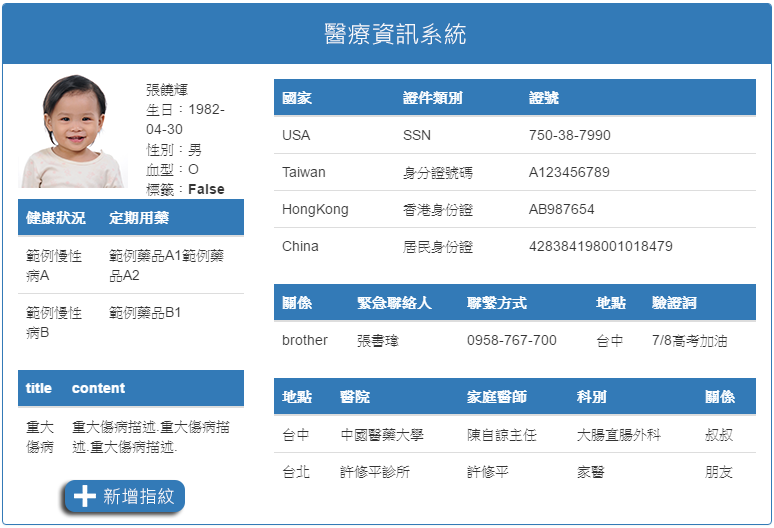 醫療資訊系統
張鐃輝
生日：1982-
04-30
性別：男
血型：O
標籤：False
健康狀況 定期用藥
範例慢性
病A
範例藥品A1範例藥
品A2
範例慢性
病B
範例藥品B1
title content
重大
傷病
重大傷病描述.重大傷病描
述.重大傷病描述.
新增指紋
國家 證件類別 證號
USA SSN 750-38-7990
Taiwan 身分證號碼 A123456789
HongKong 香港身份證 AB987654
China 居民身份證 428384198001018479
關係 緊急聯絡人 聯繫方式 地點 驗證詞
brother 張書瑋 0958-767-700 台中 7/8高考加油
地點 醫院 家庭醫師 科別 關係
台中 中國醫藥大學 陳自諒主任 大腸直腸外科 叔叔
台北 許修平診所 許修平 家醫 朋友